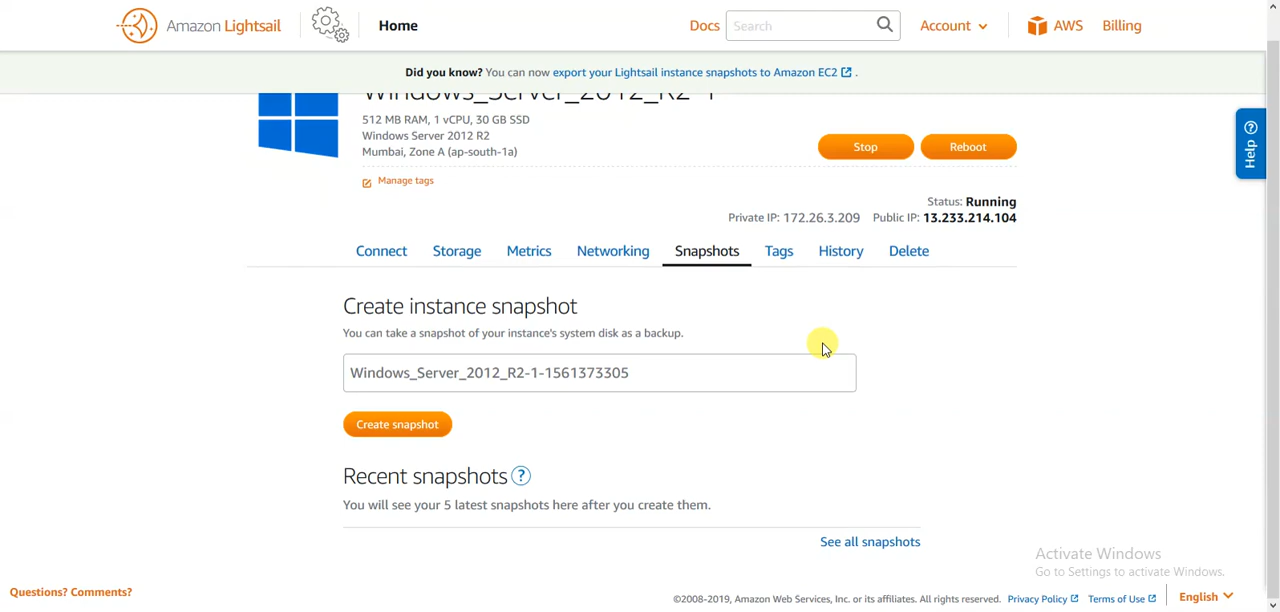 Amazon Lightsail
Home
Docs
Search
Account
AWS
Billing
Did you know? You can now export your Lightsail instance snapshots to Amazon EC2 .
Windows_Server_2012_R2-1
512 MB RAM, 1 vCPU, 30 GB SSD
Windows Server 2012 R2
Mumbai, Zone A (ap-south-1a)
Stop
Reboot
Help
Manage tags
Status: Running
Private IP: 172.26.3.209 Public IP: 13.233.214.104
Connect Storage Metrics Networking Snapshots Tags History Delete
Create instance snapshot
You can take a snapshot of your instance's system disk as a backup.
Windows_Server_2012_R2-1-1561373305
Create snapshot
Recent snapshots ?
You will see your 5 latest snapshots here after you create them.
See all snapshots
Activate Windows
Go to Settings to activate Windows.
Questions? Comments?
©2008-2019, Amazon Web Services, Inc. or its affiliates. All rights reserved. Privacy Policy Terms of Use English